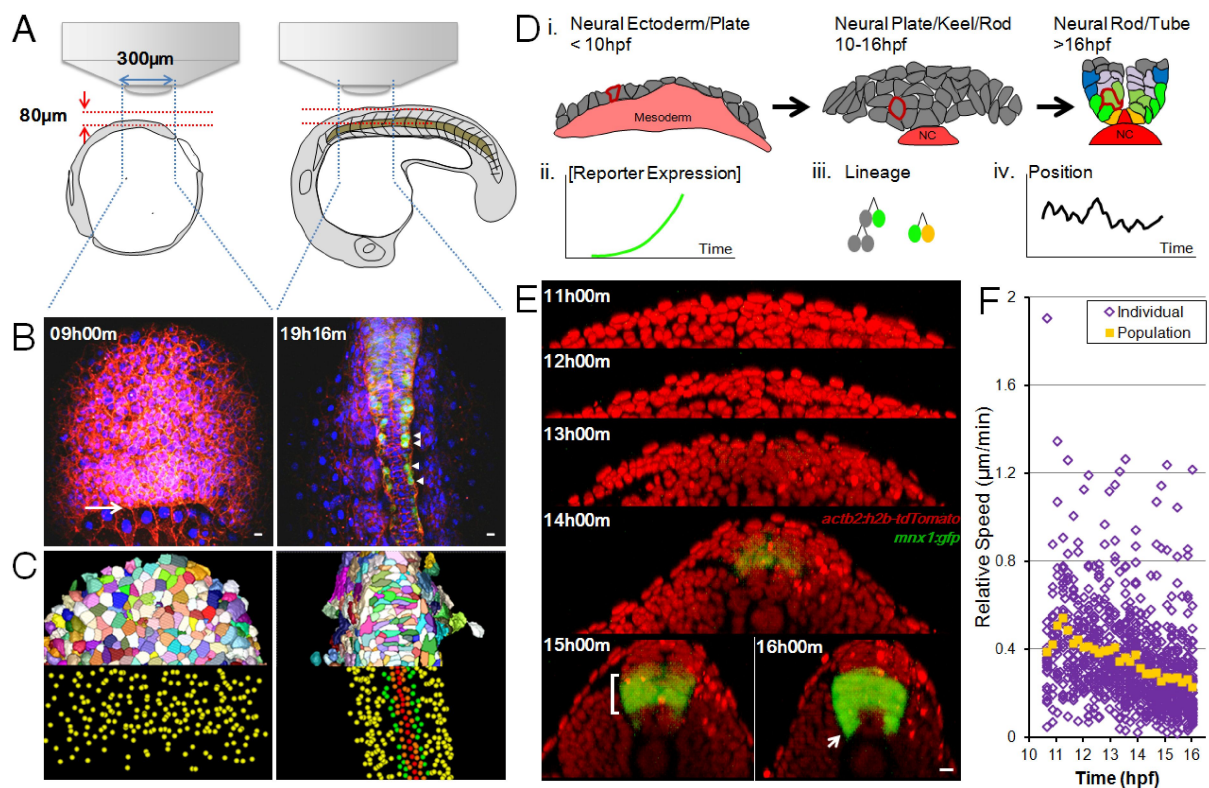 A
300µm
80µm
B
09h00m
19h16m
C
D
i.
Neural Ectoderm/Plate
< 10hpf
Neural Plate/Keel/Rod
10-16hpf
Neural Rod/Tube
>16hpf
Mesoderm
NC
NC
ii.
[Reporter Expression]
Time
iii.
Lineage
iv.
Position
Time
E
11h00m
12h00m
13h00m
14h00m
actb2:h2b-tdTomato
mnx1:gfp
15h00m
16h00m
F
Individual
Population
Relative Speed (µm/min)
2
1.6
1.2
0.8
0.4
0
10 11 12 13 14 15 16
Time (hpf)